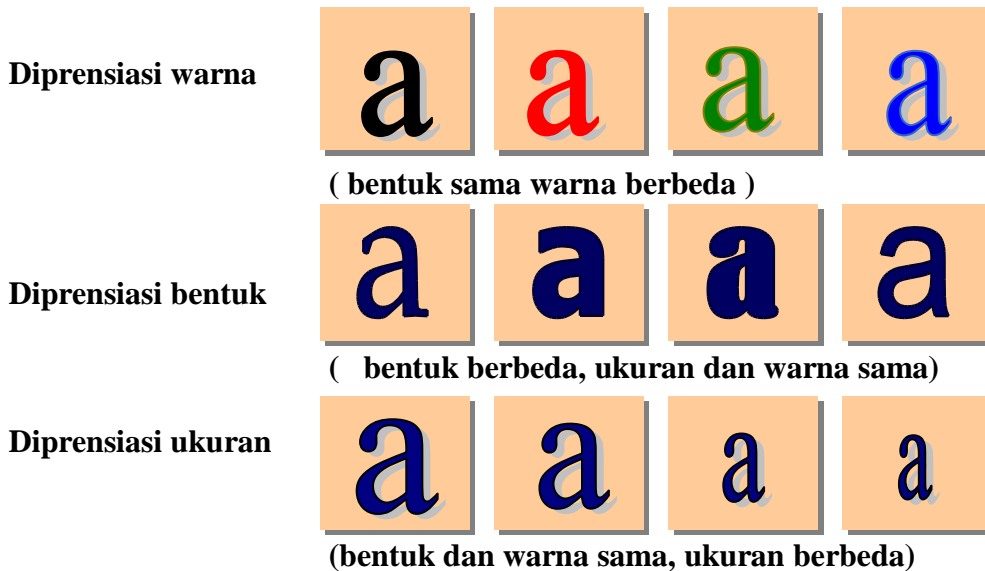 Diprensiasi warna
a a a a
( bentuk sama warna berbeda )
Diprensiasi bentuk
a a a a
( bentuk berbeda, ukuran dan warna sama)
Diprensiasi ukuran
a a a a
(bentuk dan warna sama, ukuran berbeda)